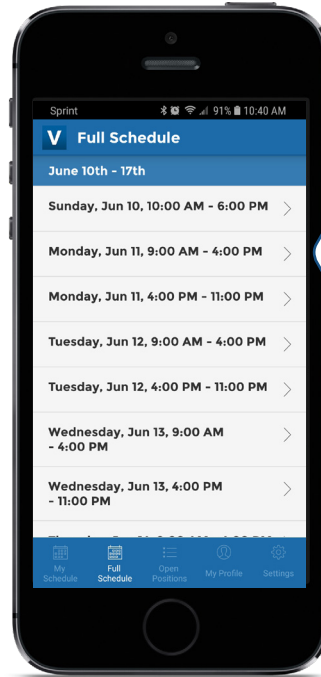 Sprint 91% 10:40 AM
V Full Schedule
June 10th - 17th
Sunday, Jun 10, 10:00 AM - 6:00 PM
Monday, Jun 11, 9:00 AM - 4:00 PM
Monday, Jun 11, 4:00 PM - 11:00 PM
Tuesday, Jun 12, 9:00 AM - 4:00 PM
Tuesday, Jun 12, 4:00 PM - 11:00 PM
Wednesday, Jun 13, 9:00 AM
- 4:00 PM
Wednesday, Jun 13, 4:00 PM
- 11:00 PM
My Schedule
Full Schedule
Open Positions
My Profile
Settings